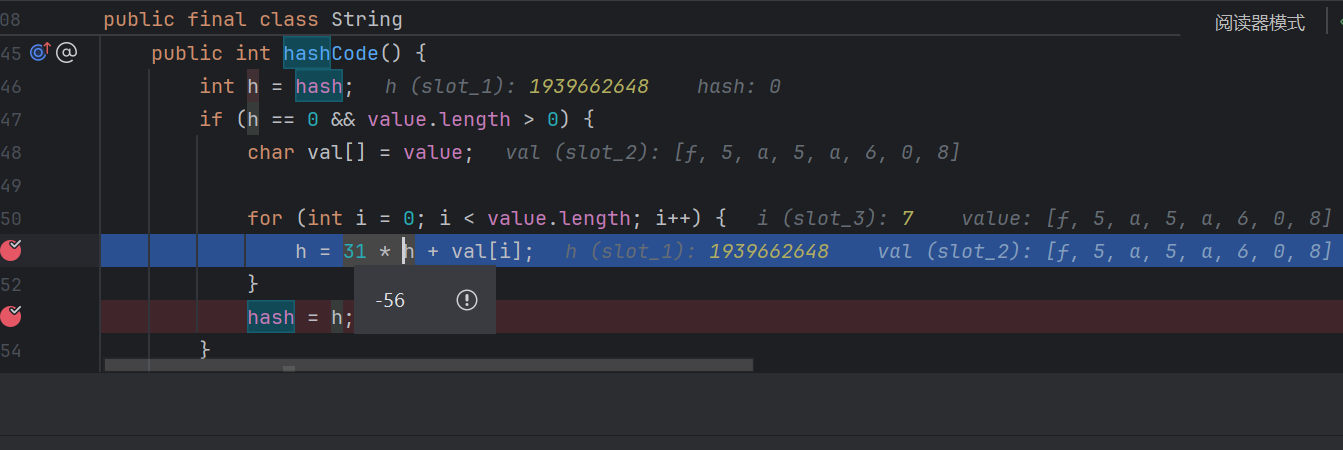 08 public final class String 阅读器模式
45 @ public int hashCode() {
46 int h = hash; h (slot_1): 1939662648 hash: 0
47 if (h == 0 && value.length > 0) {
48 char val[] = value; val (slot_2): [f, 5, a, 5, a, 6, 0, 8]
49
50 for (int i = 0; i < value.length; i++) { i (slot_3): 7 value: [f, 5, a, 5, a, 6, 0, 8]
h = 31 * h + val[i]; h (slot_1): 1939662648 val (slot_2): [f, 5, a, 5, a, 6, 0, 8]
52 }
-56
hash = h;
54 }